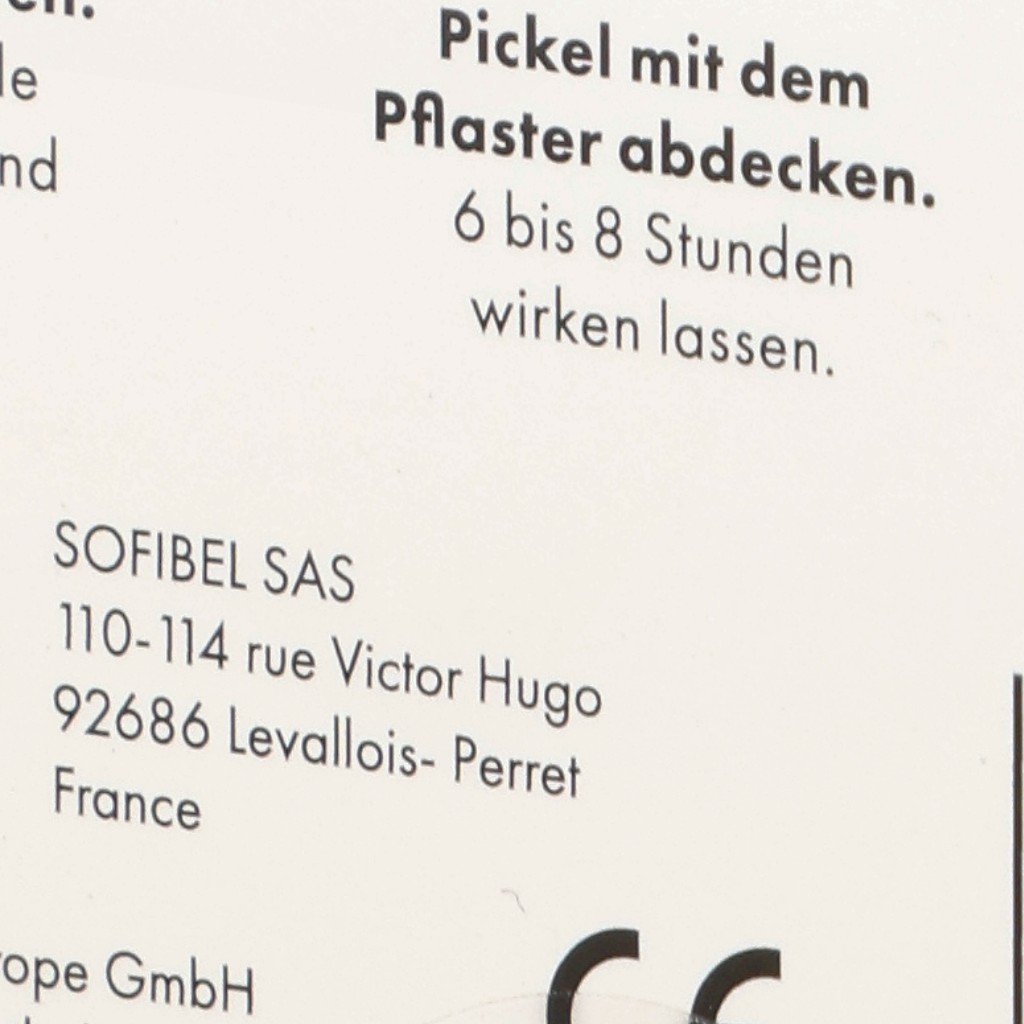 Pickel mit dem
Pflaster abdecken.
6 bis 8 Stunden
wirken lassen.
SOFIBEL SAS
110-114 rue Victor Hugo
92686 Levallois- Perret
France
GmbH
CE